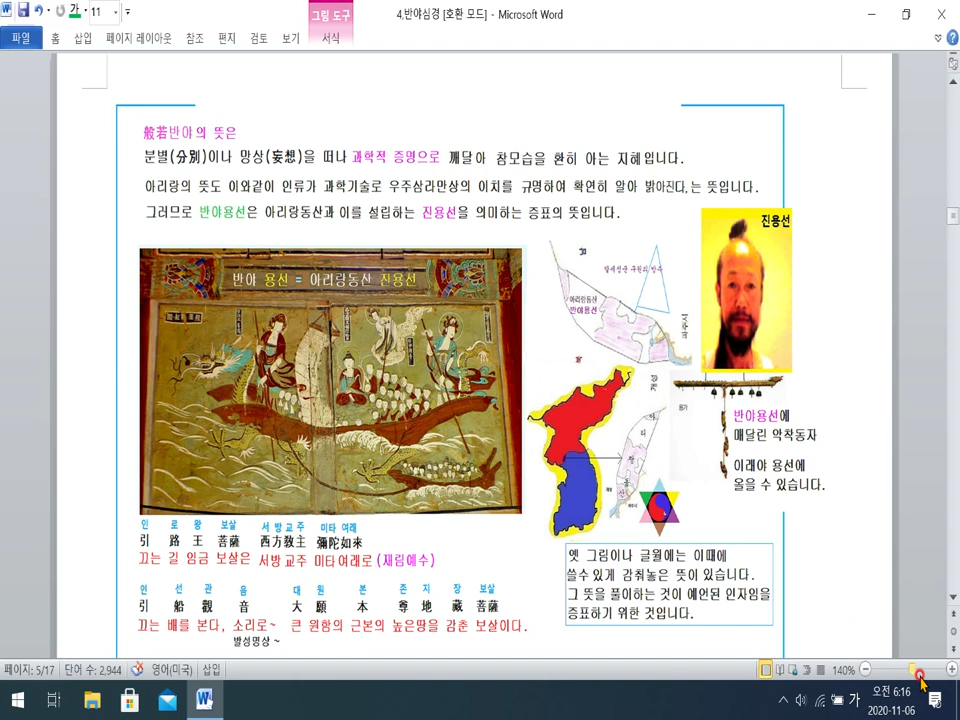 4.반야심경 [호환 모드] - Microsoft Word
그림 도구
가 11
파일 홈 삽입 페이지 레이아웃 참조 편지 검토 보기 서식
般若반야의 뜻은
분별(分別)이나 망상(妄想)을 떠나 과학적 증명으로 깨달아 참모습을 환히 아는 지혜입니다.
아리랑의 뜻도 이와같이 인류가 과학기술로 우주삼라만상의 이치를 규명하여 확연히 알아 밝아진다, 는 뜻입니다.
그러므로 반야용선은 아리랑동산과 이를 설립하는 진용선을 의미하는 증표의 뜻입니다.
반야 용선 = 아리랑동산 진용선
진용선
남
아리랑동산
반야용선
파주시
북
개성
산
반야용선에
매달린 악착동자
이래야 용선에
올을 수 있습니다.
인 로 왕 보살 서 방 교 주 미타 여래
引 路 王 菩薩 西方敎主 彌陀如來
끄는 길 임금 보살은 서방교주 미타여래로 (재림예수)
인 선 관 음 대 원 본 존 지 장 보살
引 船 觀 音 大 願 本 尊 地 藏 菩薩
끄는 배를 본다, 소리로~ 큰 원함의 근본의 높은땅을 감춘 보살이다.
발성명상 ~
옛 그림이나 글월에는 이때에
쓸수 있게 감춰놓은 뜻이 있습니다.
그 뜻을 풀이하는 것이 예언된 인자임을
증표하기 위한 것입니다.
페이지: 5/17 단어 수: 2,944 영어(미국) 삽입 140%
가 오전 6:16
2020-11-06